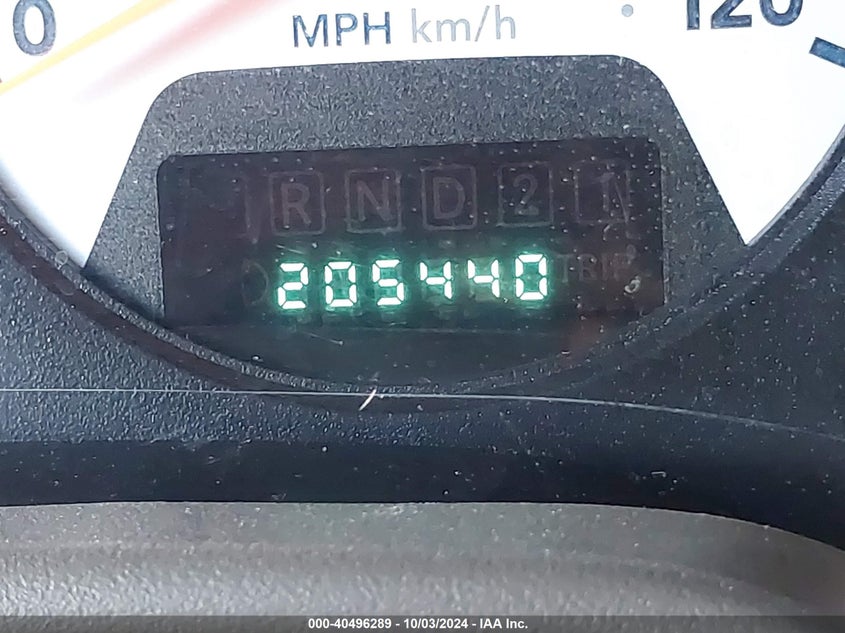 0 MPH km/h 120
R N D 2 1
205440 TRIP
000-40496289 - 10/03/2024 - IAA Inc.